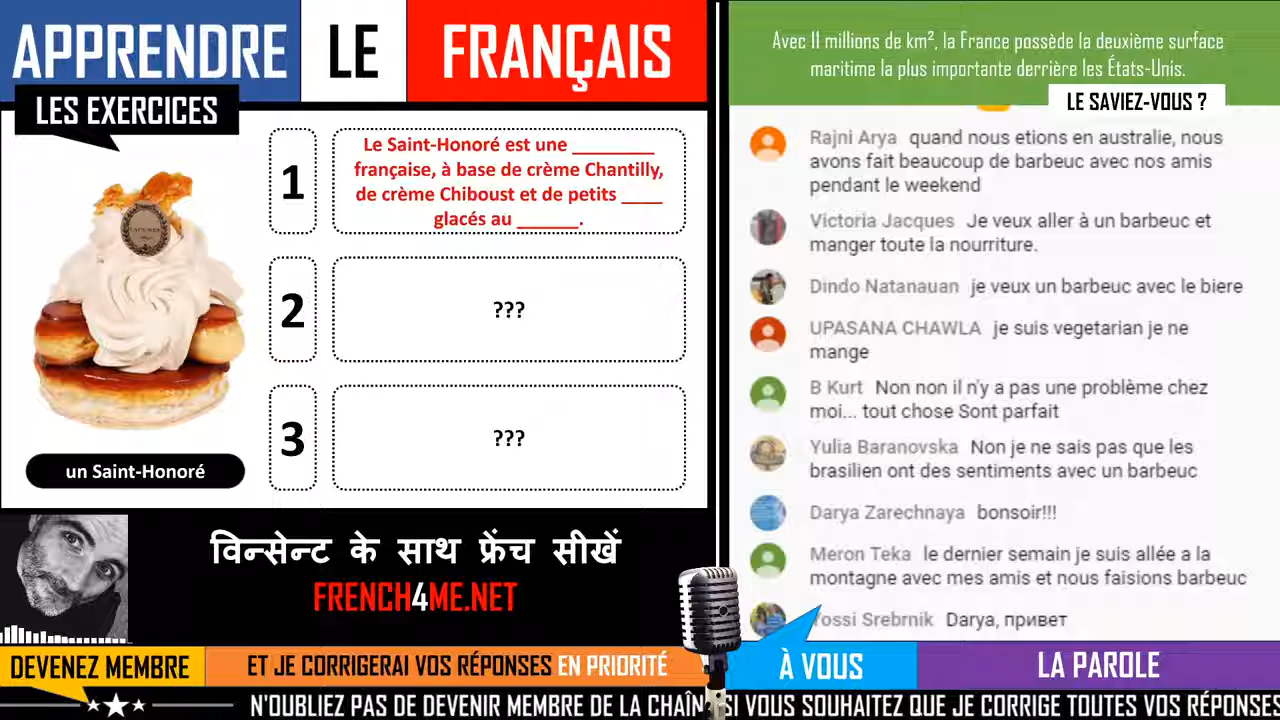 APPRENDRE LE FRANÇAIS
LES EXERCICES
un Saint-Honoré
1
Le Saint-Honoré est une ________
française, à base de crème Chantilly,
de crème Chiboust et de petits ____
glacés au ______.
2
???
3
???
विन्सेन्ट के साथ फ्रेंच सीखें
FRENCH4ME.NET
DEVENEZ MEMBRE
ET JE CORRIGERAI VOS RÉPONSES EN PRIORITÉ
Avec 11 millions de km², la France possède la deuxième surface
maritime la plus importante derrière les États-Unis.
LE SAVIEZ-VOUS ?
Rajni Arya quand nous etions en australie, nous
avons fait beaucoup de barbeuc avec nos amis
pendant le weekend
Victoria Jacques Je veux aller à un barbeuc et
manger toute la nourriture.
Dindo Natanauan je veux un barbeuc avec le biere
UPASANA CHAWLA je suis vegetarian je ne
mange
B Kurt Non non il n'y a pas une problème chez
moi... tout chose Sont parfait
Yulia Baranovska Non je ne sais pas que les
brasilien ont des sentiments avec un barbeuc
Darya Zarechnaya bonsoir!!!
Meron Teka le dernier semain je suis allée a la
montagne avec mes amis et nous faisions barbeuc
Yossi Srebrnik Darya, привет
À VOUS
LA PAROLE
N'OUBLIEZ PAS DE DEVENIR MEMBRE DE LA CHAÎN SI VOUS SOUHAITEZ QUE JE CORRIGE TOUTES VOS RÉPONSES